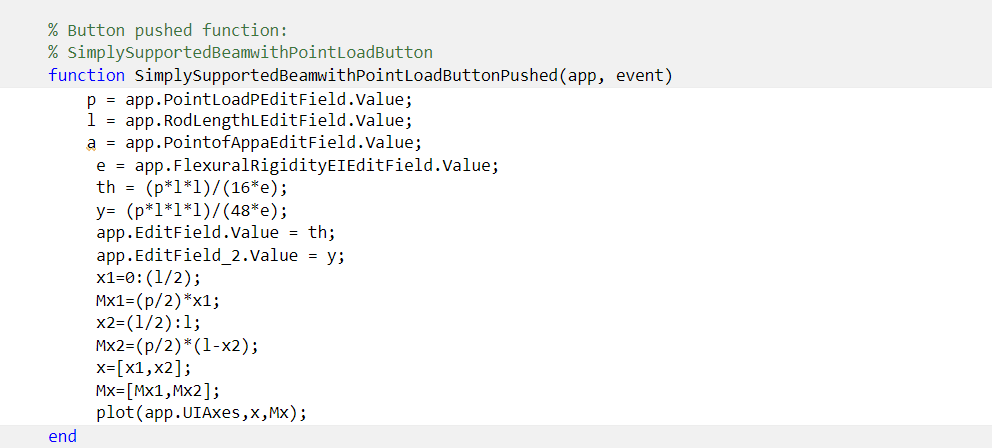 % Button pushed function:
% SimplySupportedBeamwithPointLoadButton
function SimplySupportedBeamwithPointLoadButtonPushed(app, event)
p = app.PointLoadPEditField.Value;
l = app.RodLengthLEditField.Value;
a = app.PointofAppaEditField.Value;
e = app.FlexuralRigidityEIEditField.Value;
th = (p*l*l)/(16*e);
y= (p*l*l*l)/(48*e);
app.EditField.Value = th;
app.EditField_2.Value = y;
x1=0:(l/2);
Mx1=(p/2)*x1;
x2=(l/2):l;
Mx2=(p/2)*(l-x2);
x=[x1,x2];
Mx=[Mx1,Mx2];
plot(app.UIAxes,x,Mx);
end